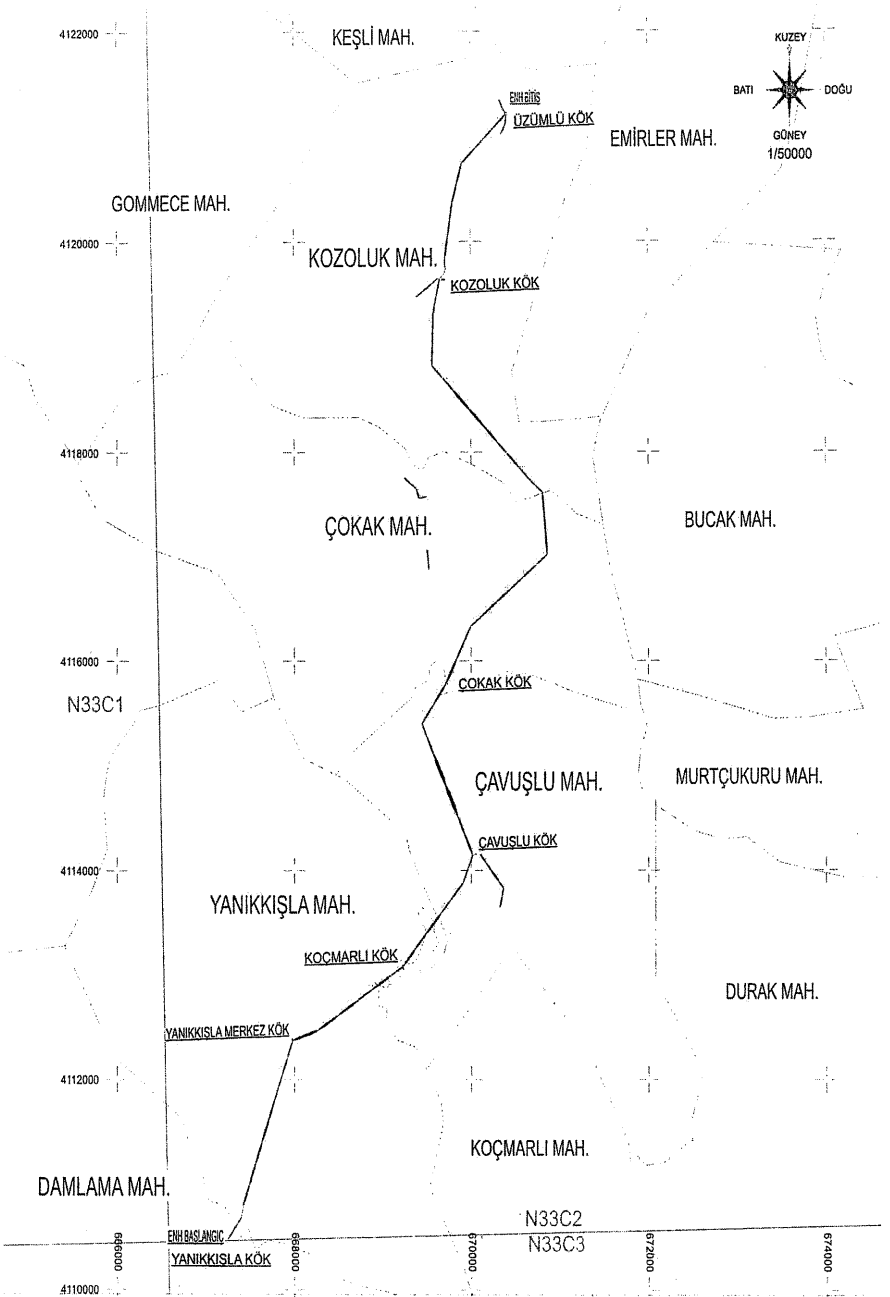 4122000
KEŞLİ MAH.
KUZEY
BATI
DOĞU
GÜNEY
1/50000
ENH BİTİŞ
ÜZÜMLÜ KÖK
EMİRLER MAH.
GOMMECE MAH.
4120000
KOZOLUK MAH.
KOZOLUK KÖK
4118000
ÇOKAK MAH.
BUCAK MAH.
4116000
ÇOKAK KÖK
N33C1
ÇAVUŞLU MAH.
MURTÇUKURU MAH.
ÇAVUŞLU KÖK
4114000
YANIKKIŞLA MAH.
KOÇMARLI KÖK
DURAK MAH.
YANIKKIŞLA MERKEZ KÖK
4112000
KOÇMARLI MAH.
DAMLAMA MAH.
N33C2
ENH BAŞLANGIÇ
N33C3
YANIKKIŞLA KÖK
666000
668000
670000
672000
674000
4110000